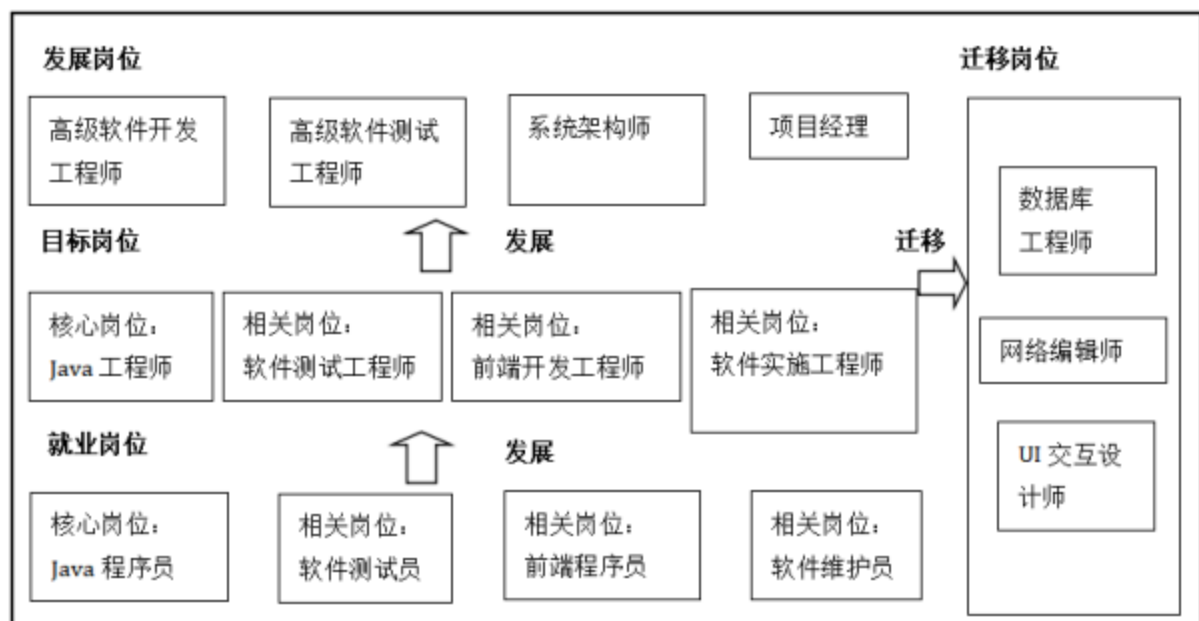 发展岗位
迁移岗位
高级软件开发
工程师
高级软件测试
工程师
系统架构师
项目经理
数据库
工程师
目标岗位
发展
迁移
核心岗位:
Java 工程师
相关岗位:
软件测试工程师
相关岗位:
前端开发工程师
相关岗位:
软件实施工程师
网络编辑师
就业岗位
发展
UI 交互设
计师
核心岗位:
Java 程序员
相关岗位:
软件测试员
相关岗位:
前端程序员
相关岗位:
软件维护员